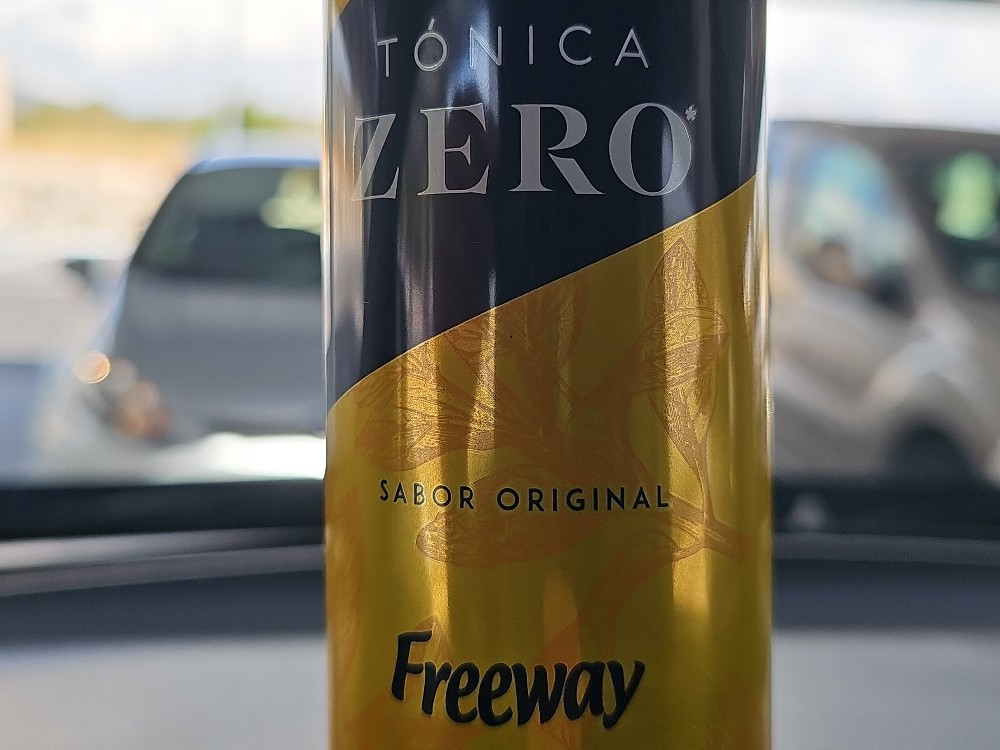 TÓNICA
ZERO*
SABOR ORIGINAL
Freeway